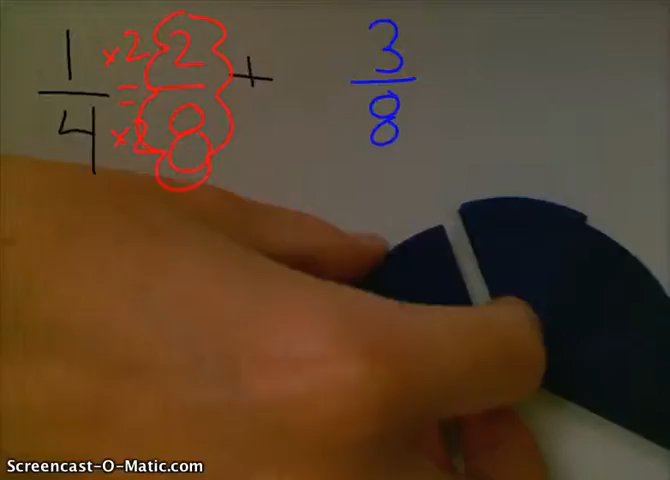 1/4 ×2/×2 = 2/8 + 3/8
Screencast-O-Matic.com